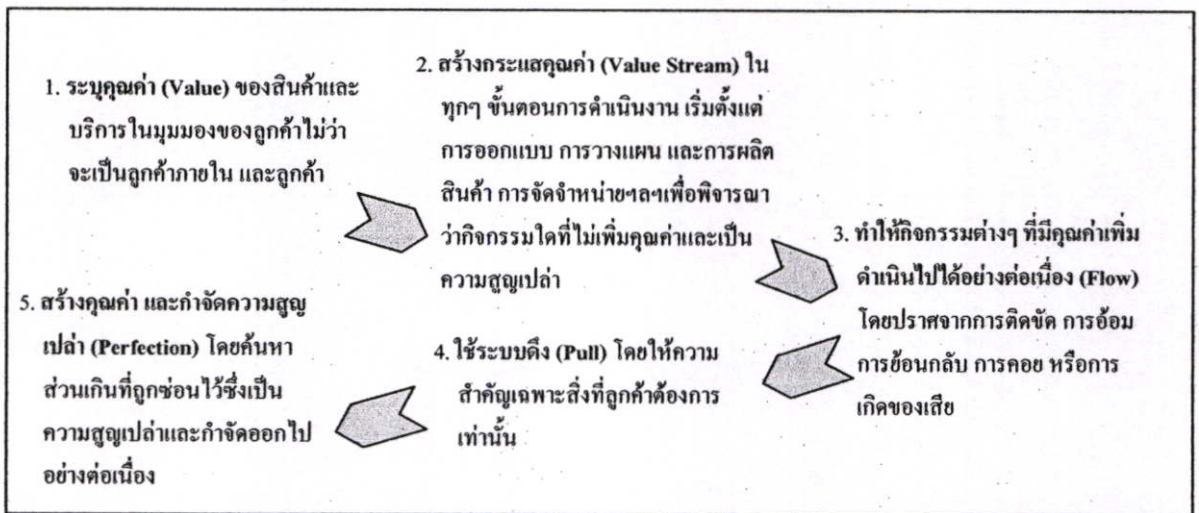 1. ระบุคุณค่า (Value) ของสินค้าและ
บริการในมุมมองของลูกค้าไม่ว่า
จะเป็นลูกค้าภายใน และลูกค้า
2. สร้างกระแสคุณค่า (Value Stream) ใน
ทุกๆ ขั้นตอนการดำเนินงาน เริ่มตั้งแต่
การออกแบบ การวางแผน และการผลิต
สินค้า การจัดจำหน่ายฯลฯเพื่อพิจารณา
ว่ากิจกรรมใดที่ไม่เพิ่มคุณค่าและเป็น
ความสูญเปล่า
3. ทำให้กิจกรรมต่างๆ ที่มีคุณค่าเพิ่ม
ดำเนินไปได้อย่างต่อเนื่อง (Flow)
โดยปราศจากการติดขัด การอ้อม
การย้อนกลับ การคอย หรือการ
เกิดของเสีย
4. ใช้ระบบดึง (Pull) โดยให้ความ
สำคัญเฉพาะสิ่งที่ลูกค้าต้องการ
เท่านั้น
5. สร้างคุณค่า และกำจัดความสูญ
เปล่า (Perfection) โดยค้นหา
ส่วนเกินที่ถูกซ่อนไว้ซึ่งเป็น
ความสูญเปล่าและกำจัดออกไป
อย่างต่อเนื่อง